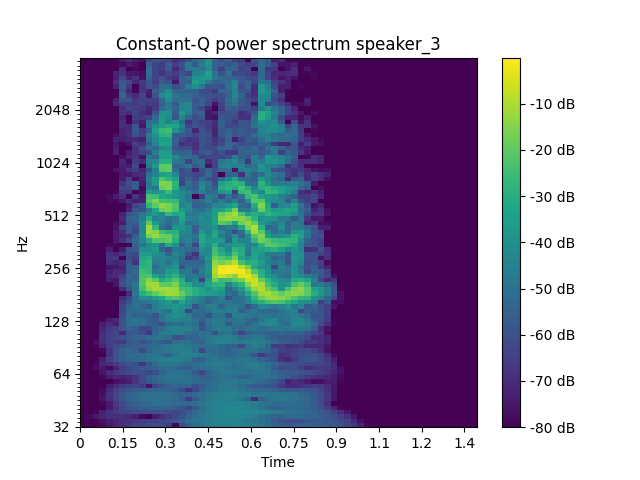 Constant-Q power spectrum speaker_3
Hz
2048
1024
512
256
128
64
32
0 0.15 0.3 0.45 0.6 0.75 0.9 1.1 1.2 1.4
Time
-10 dB
-20 dB
-30 dB
-40 dB
-50 dB
-60 dB
-70 dB
-80 dB